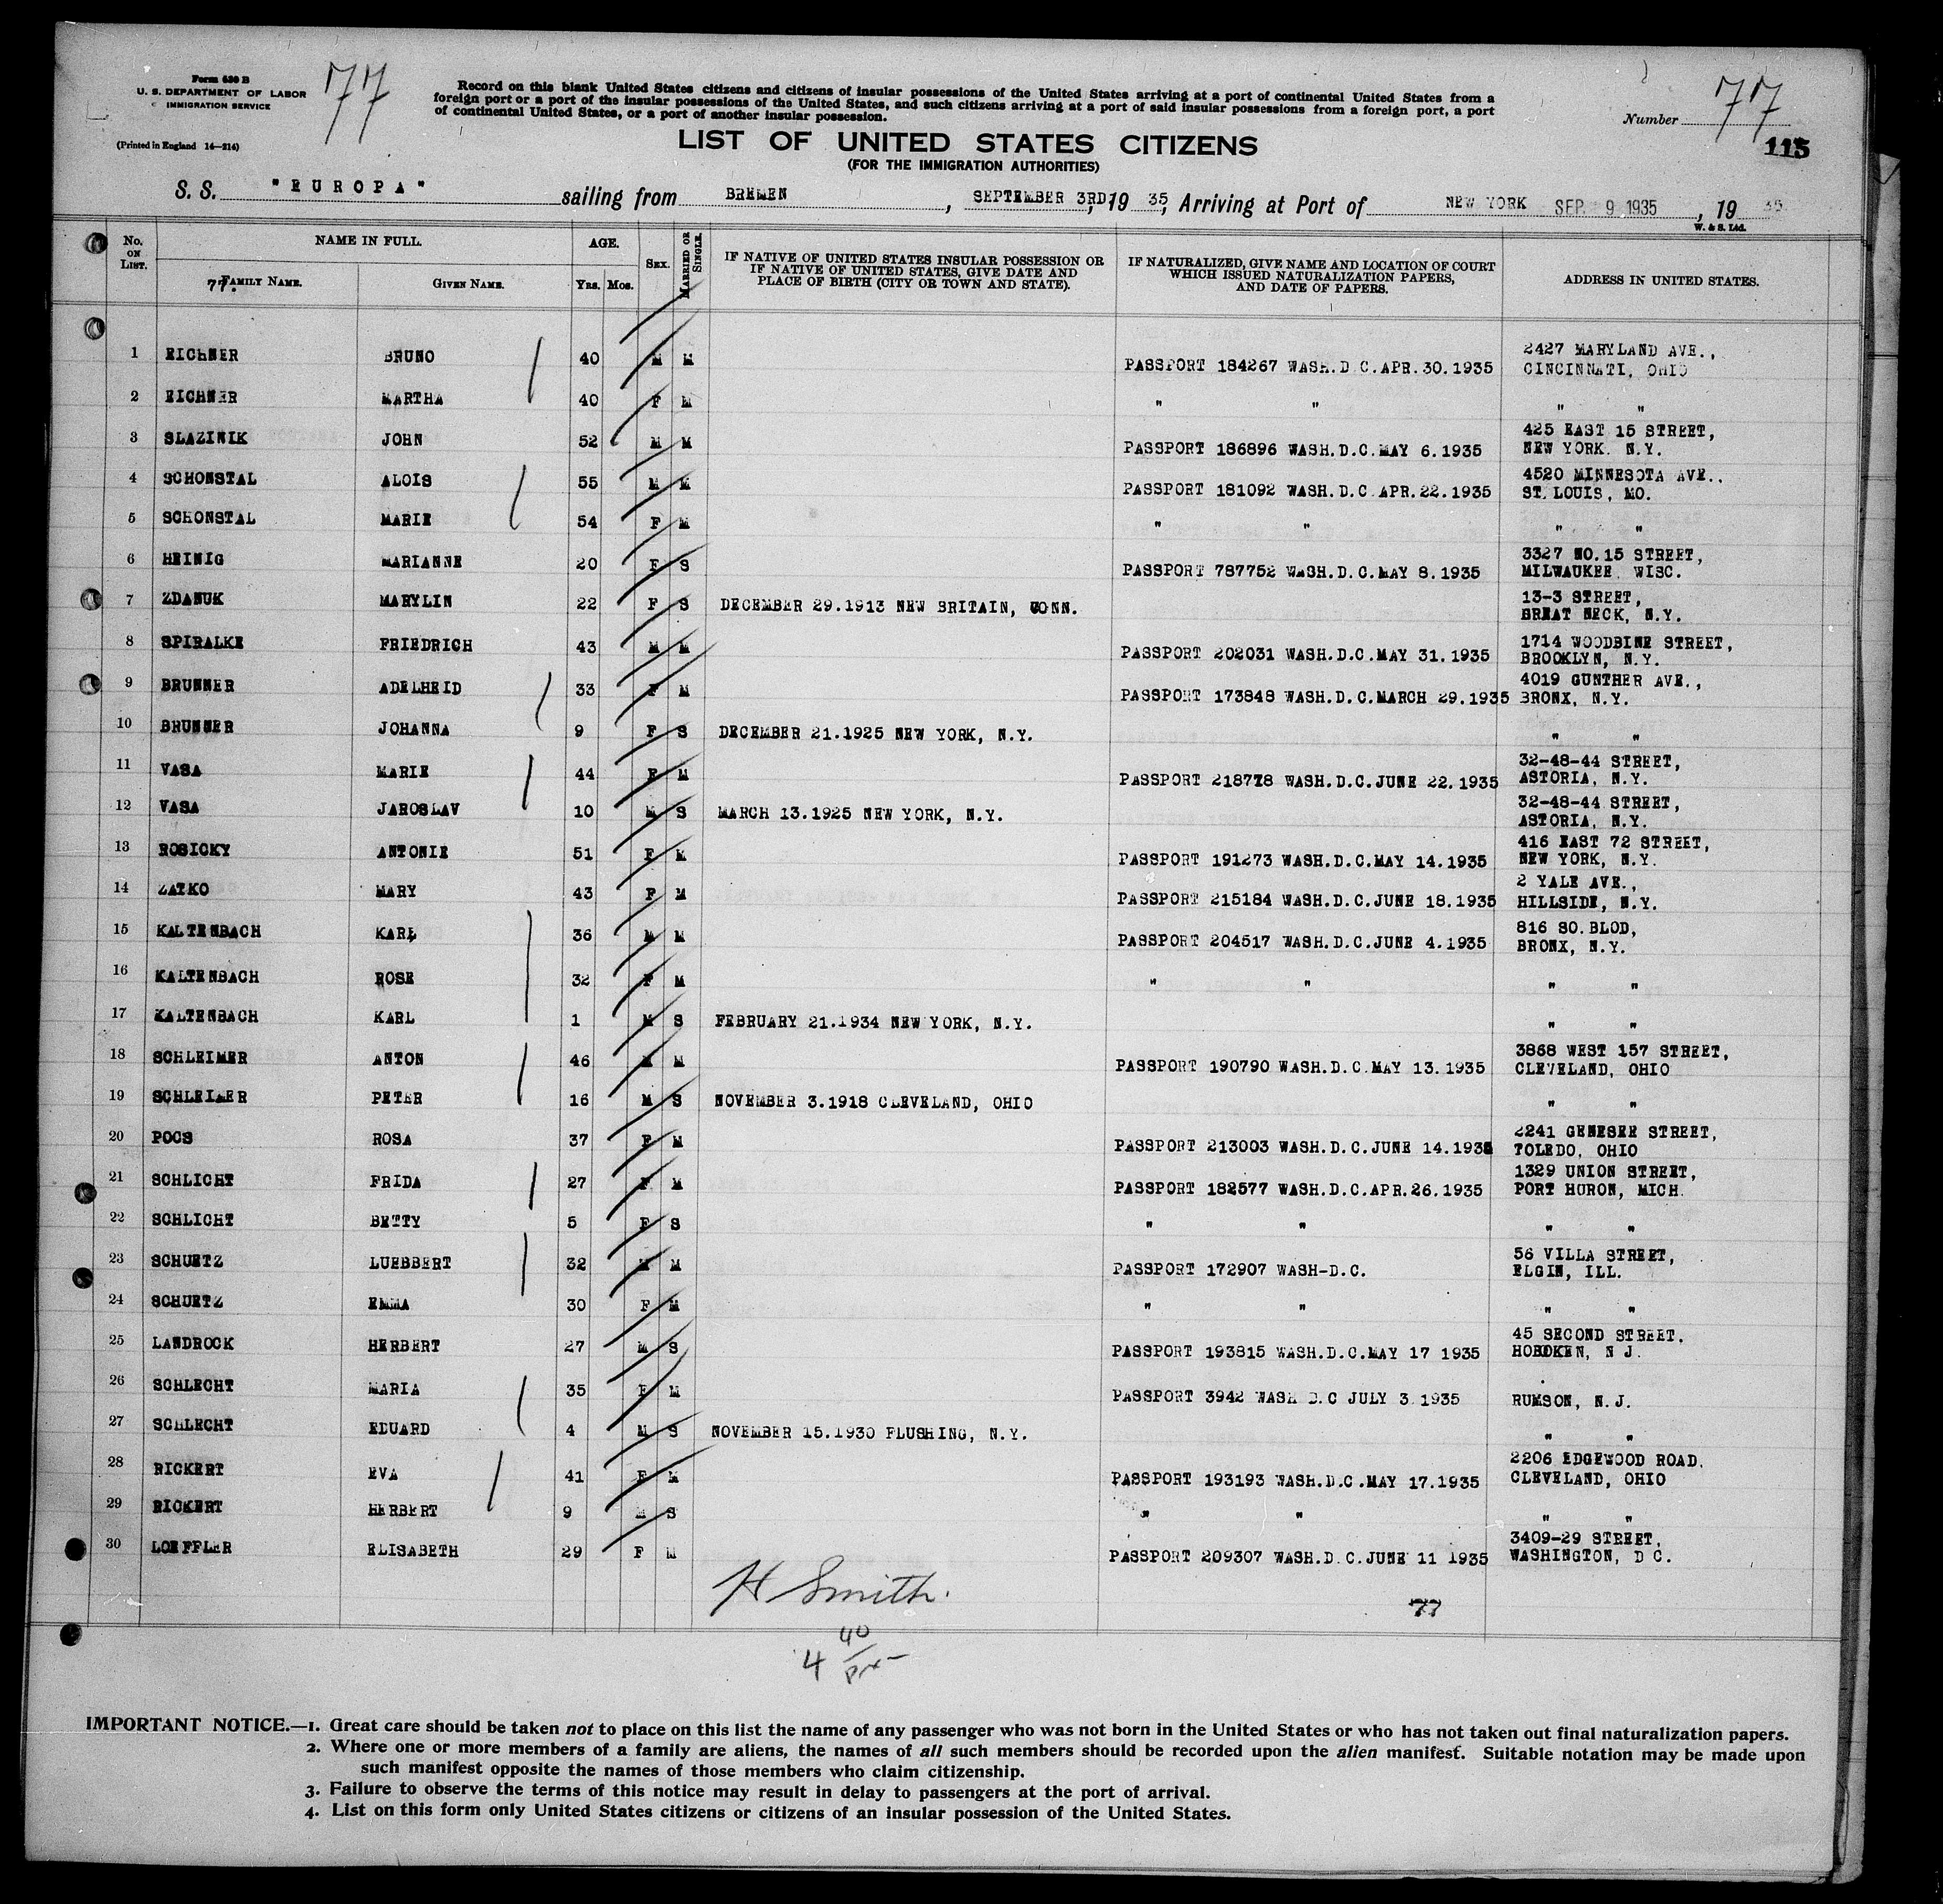 Form 630 B
U. S. DEPARTMENT OF LABOR
IMMIGRATION SERVICE
(Printed in England 14—214)
77
Record on this blank United States citizens and citizens of insular possessions of the United States arriving at a port of continental United States from a
foreign port or a port of the insular possessions of the United States, and such citizens arriving at a port of said insular possessions from a foreign port, a port
of continental United States, or a port of another insular possession.
Number 77
115
LIST OF UNITED STATES CITIZENS
(FOR THE IMMIGRATION AUTHORITIES)
S. S. "EUROPA" sailing from BREMEN, SEPTEMBER 3RD, 19 35, Arriving at Port of NEW YORK SEP. 9 1935, 19 35
W. & S. Ltd.
No. ON LIST. NAME IN FULL. AGE. SEX. MARRIED OR SINGLE. IF NATIVE OF UNITED STATES INSULAR POSSESSION OR IF NATIVE OF UNITED STATES, GIVE DATE AND PLACE OF BIRTH (CITY OR TOWN AND STATE). IF NATURALIZED, GIVE NAME AND LOCATION OF COURT WHICH ISSUED NATURALIZATION PAPERS, AND DATE OF PAPERS. ADDRESS IN UNITED STATES.
77. FAMILY NAME. GIVEN NAME. Yrs. Mos.
1 EICHNER BRUNO 40 M M PASSPORT 184267 WASH.D.C.APR.30.1935 2427 MARYLAND AVE., CINCINNATI, OHIO
2 EICHNER MARTHA 40 F M " " " "
3 SLAZINIK JOHN 52 M M PASSPORT 186896 WASH.D.C.MAY 6.1935 425 EAST 15 STREET, NEW YORK. N.Y.
4 SCHONSTAL ALOIS 55 M M PASSPORT 181092 WASH.D.C.APR.22.1935 4520 MINNESOTA AVE., ST.LOUIS, MO.
5 SCHONSTAL MARIE 54 F M " " " "
6 HEINIG MARIANNE 20 F S PASSPORT 787752 WASH.D.C.MAY 8.1935 3327 NO.15 STREET, MILWAUKEE, WISC.
7 ZDANUK MARYLIN 22 F S DECEMBER 29.1913 NEW BRITAIN, CONN. 13-3 STREET, GREAT NECK, N.Y.
8 SPIRALKE FRIEDRICH 43 M M PASSPORT 202031 WASH.D.C.MAY 31.1935 1714 WOODBINE STREET, BROOKLYN, N.Y.
9 BRUNNER ADELHEID 33 F M PASSPORT 173848 WASH.D.C.MARCH 29.1935 4019 GUNTHER AVE., BRONX, N.Y.
10 BRUNNER JOHANNA 9 F S DECEMBER 21.1925 NEW YORK, N.Y. " "
11 VASA MARIE 44 F M PASSPORT 218778 WASH.D.C.JUNE 22.1935 32-48-44 STREET, ASTORIA, N.Y.
12 VASA JAROSLAV 10 M S MARCH 13.1925 NEW YORK, N.Y. 32-48-44 STREET, ASTORIA, N.Y.
13 ROSICKY ANTONIE 51 F M PASSPORT 191273 WASH.D.C.MAY 14.1935 416 EAST 72 STREET, NEW YORK, N.Y.
14 ZATKO MARY 43 F M PASSPORT 215184 WASH.D.C.JUNE 18.1935 2 YALE AVE., HILLSIDE, N.Y.
15 KALTENBACH KARL 36 M M PASSPORT 204517 WASH.D.C.JUNE 4.1935 816 SO.BLOD, BRONX, N.Y.
16 KALTENBACH ROSE 32 F M " " " "
17 KALTENBACH KARL 1 M S FEBRUARY 21.1934 NEW YORK, N.Y. " "
18 SCHLEIMER ANTON 46 M M PASSPORT 190790 WASH.D.C.MAY 13.1935 3868 WEST 157 STREET, CLEVELAND, OHIO
19 SCHLEIMER PETER 16 M S NOVEMBER 3.1918 CLEVELAND, OHIO " "
20 POCS ROSA 37 F M PASSPORT 213003 WASH.D.C.JUNE 14.1935 2241 GENESEE STREET, TOLEDO, OHIO
21 SCHLICHT FRIDA 27 F M PASSPORT 182577 WASH.D.C.APR.26.1935 1329 UNION STREET, PORT HURON, MICH.
22 SCHLICHT BETTY 5 F S " " " "
23 SCHUETZ LUEBBERT 32 M M PASSPORT 172907 WASH-D.C. 56 VILLA STREET, ELGIN, ILL.
24 SCHUETZ EMMA 30 F M " " " "
25 LANDROCK HERBERT 27 M S PASSPORT 193815 WASH.D.C.MAY 17 1935 45 SECOND STREET. HOBOKEN, N J.
26 SCHLECHT MARIA 35 F M PASSPORT 3942 WASH D.C JULY 3.1935 RUMSON, N.J.
27 SCHLECHT EDUARD 4 M S NOVEMBER 15.1930 FLUSHING, N.Y. " "
28 RICKERT EVA 41 F M PASSPORT 193193 WASH.D.C.MAY 17.1935 2206 EDGEWOOD ROAD. CLEVELAND, OHIO
29 RICKERT HERBERT 9 M S " " " "
30 LOEFFLER ELISABETH 29 F M PASSPORT 209307 WASH.D.C.JUNE 11 1935 3409-29 STREET, WASHINGTON, D C.
H Smith.
77
4 40
IMPORTANT NOTICE.—1. Great care should be taken not to place on this list the name of any passenger who was not born in the United States or who has not taken out final naturalization papers.
2. Where one or more members of a family are aliens, the names of all such members should be recorded upon the alien manifest. Suitable notation may be made upon
such manifest opposite the names of those members who claim citizenship.
3. Failure to observe the terms of this notice may result in delay to passengers at the port of arrival.
4. List on this form only United States citizens or citizens of an insular possession of the United States.